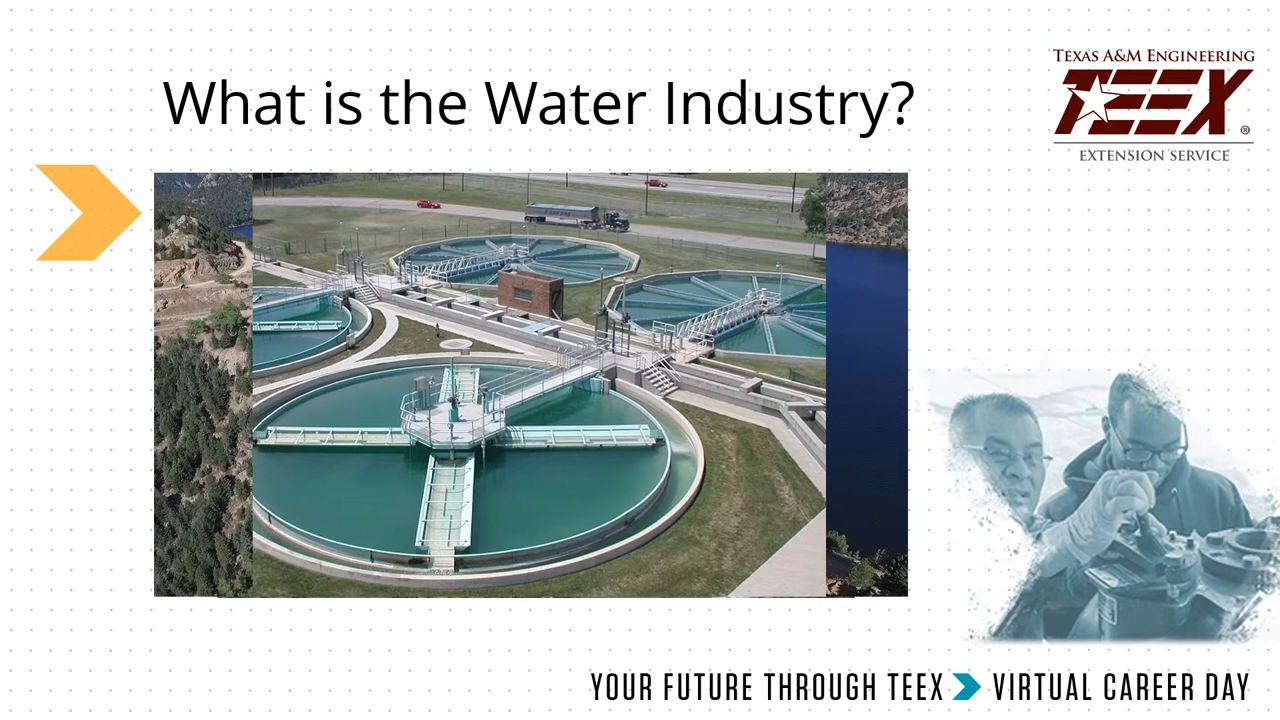 What is the Water Industry?
TEXAS A&M ENGINEERING
TEEX®
EXTENSION SERVICE
YOUR FUTURE THROUGH TEEX VIRTUAL CAREER DAY